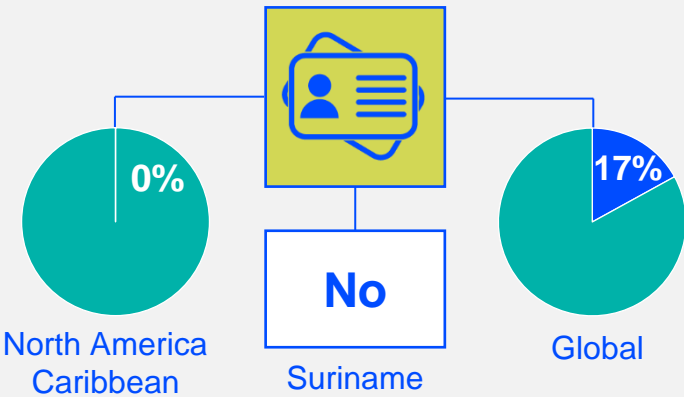 0%
17%
No
North America
Caribbean
Suriname
Global